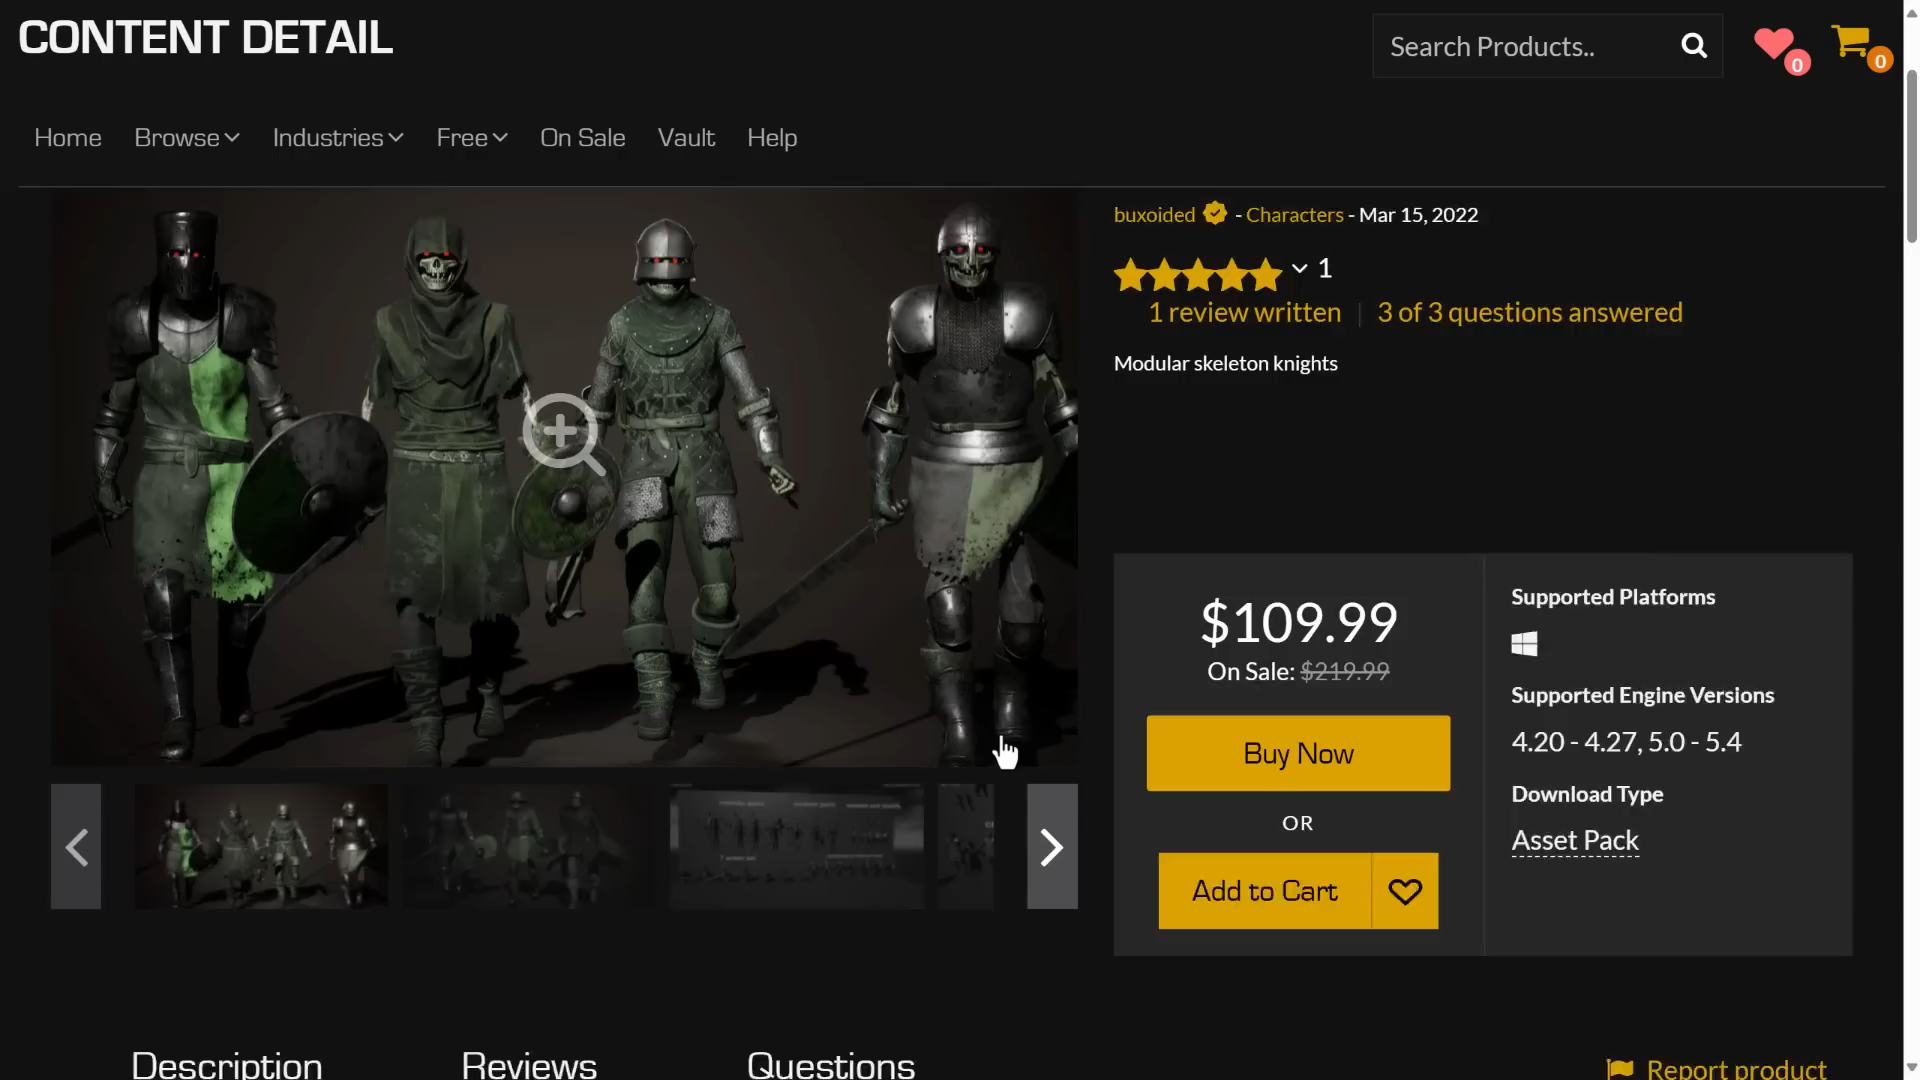 CONTENT DETAIL
Search Products..
0
0
Home
Browse
Industries
Free
On Sale
Vault
Help
buxoided - Characters - Mar 15, 2022
1
1 review written | 3 of 3 questions answered
Modular skeleton knights
$109.99
On Sale: $219.99
Buy Now
OR
Add to Cart
Supported Platforms
Supported Engine Versions
4.20 - 4.27, 5.0 - 5.4
Download Type
Asset Pack
Description
Reviews
Questions
Report product